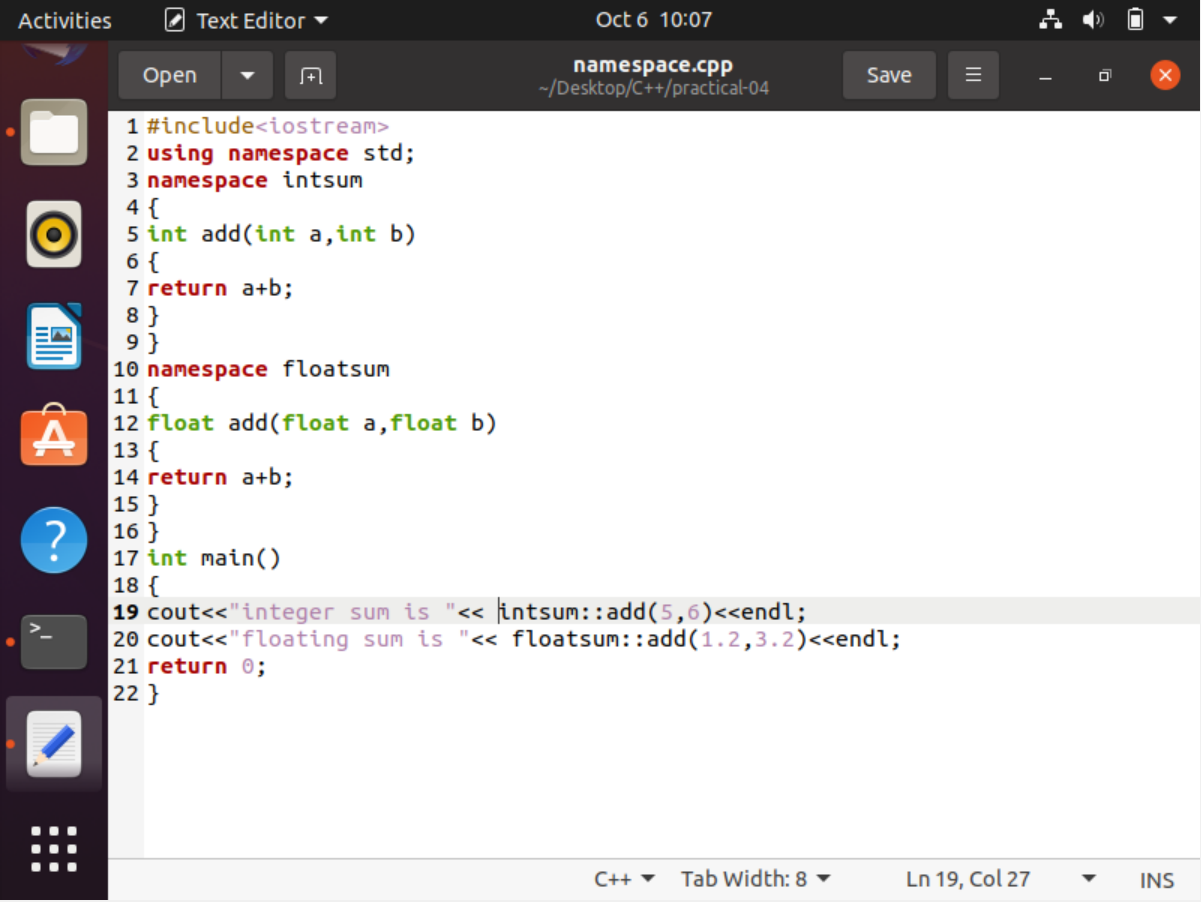 Activities Text Editor Oct 6 10:07
Open namespace.cpp Save
~/Desktop/C++/practical-04
1 #include<iostream>
2 using namespace std;
3 namespace intsum
4 {
5 int add(int a,int b)
6 {
7 return a+b;
8 }
9 }
10 namespace floatsum
11 {
12 float add(float a,float b)
13 {
14 return a+b;
15 }
16 }
17 int main()
18 {
19 cout<<"integer sum is "<< intsum::add(5,6)<<endl;
20 cout<<"floating sum is "<< floatsum::add(1.2,3.2)<<endl;
21 return 0;
22 }
C++ Tab Width: 8 Ln 19, Col 27 INS